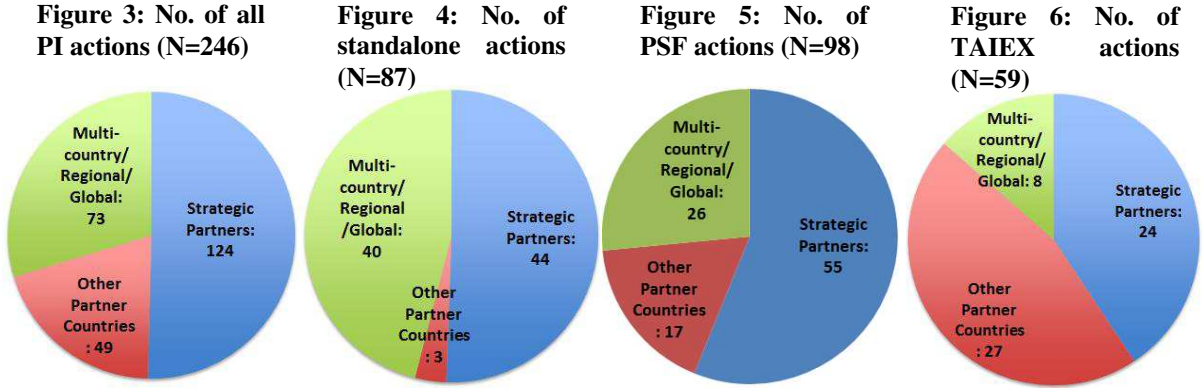 Figure 3: No. of all
PI actions (N=246)
Multi-
country/
Regional/
Global:
73
Strategic
Partners:
124
Other
Partner
Countries
: 49
Figure 4: No. of
standalone actions
(N=87)
Multi-
country/
Regional
/Global:
40
Strategic
Partners:
44
Other
Partner
Countries
: 3
Figure 5: No. of
PSF actions (N=98)
Multi-
country/
Regional/
Global:
26
Strategic
Partners:
55
Other
Partner
Countries
: 17
Figure 6: No. of
TAIEX actions
(N=59)
Multi-
country/
Regional/
Global: 8
Strategic
Partners:
24
Other
Partner
Countries:
27